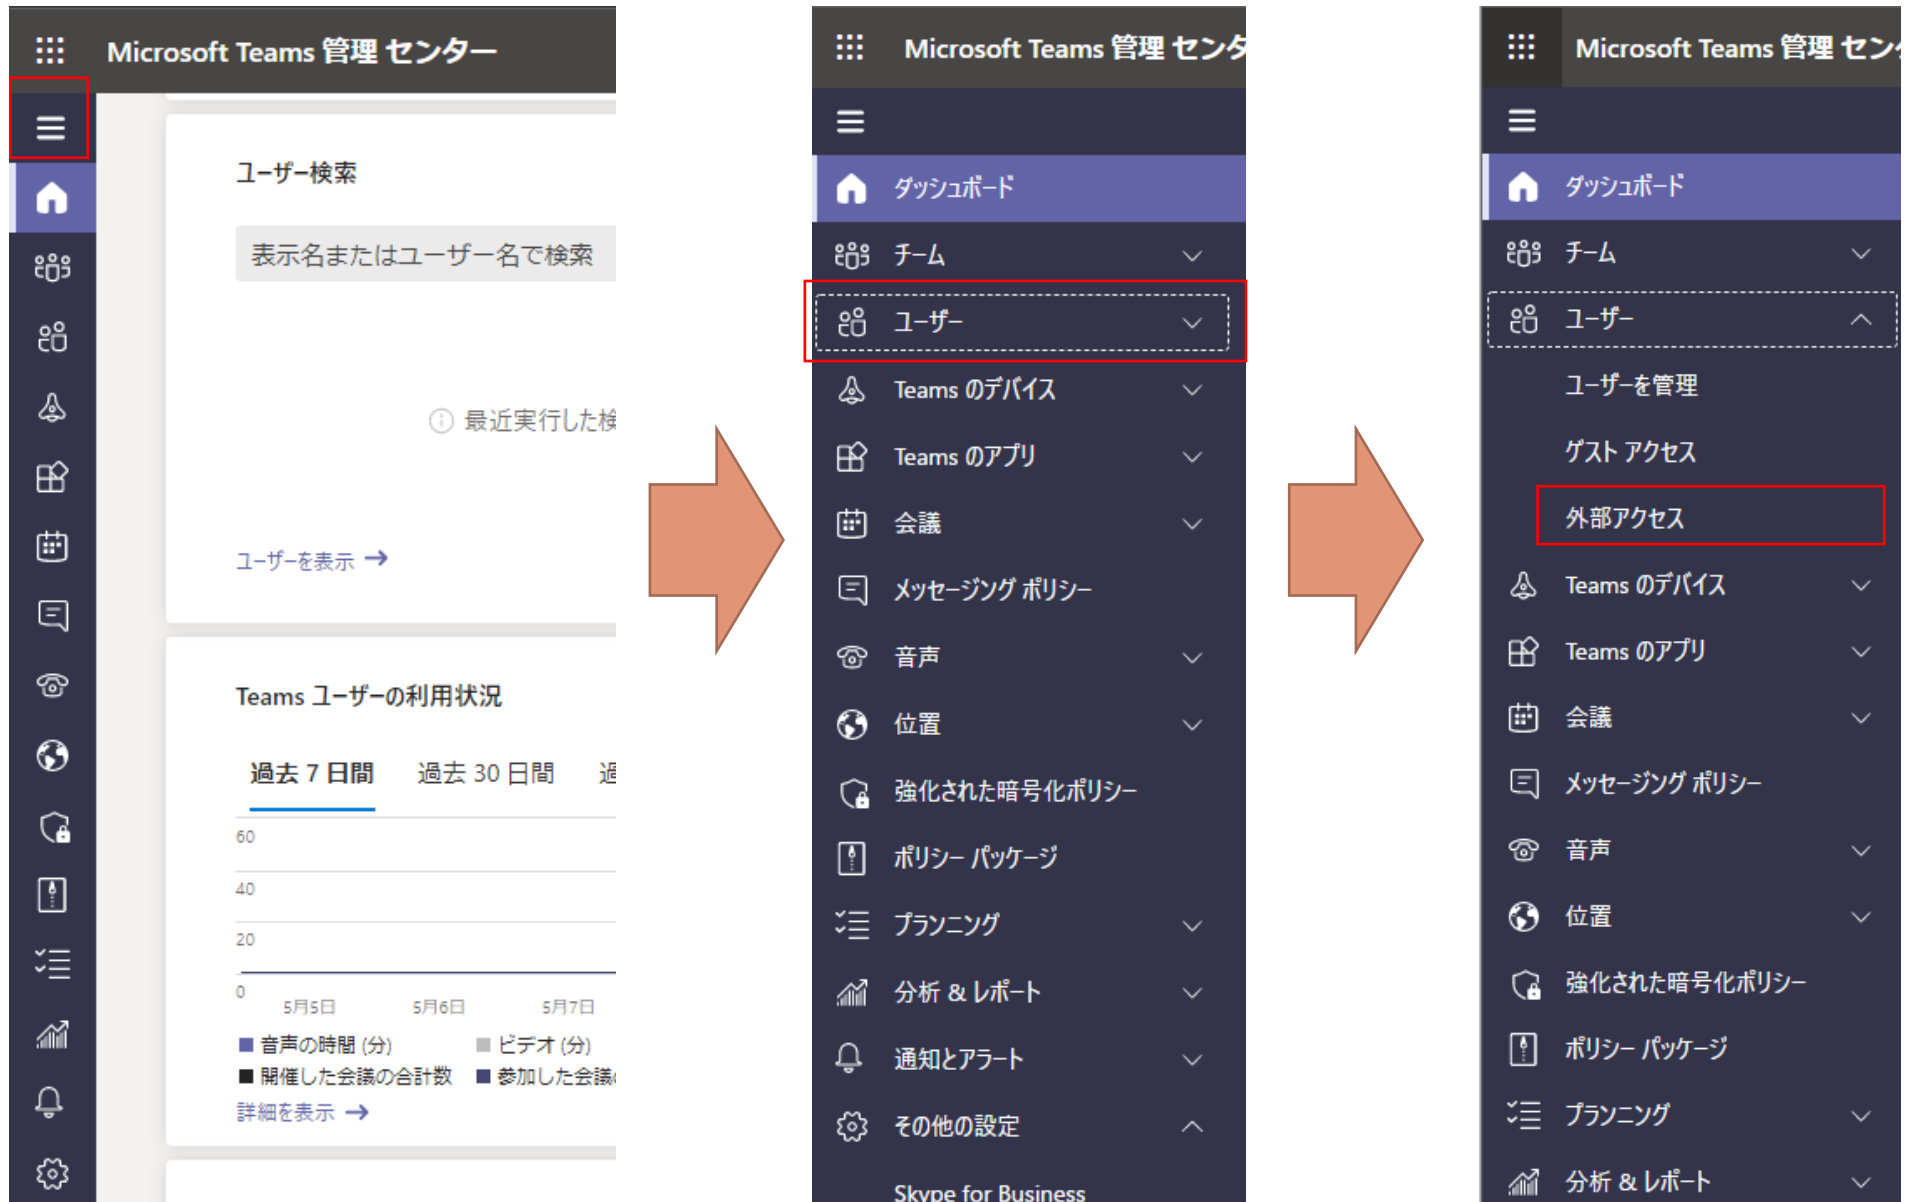 Microsoft Teams 管理 センター
ユーザー検索
表示名またはユーザー名で検索
最近実行した検
ユーザーを表示 →
Teams ユーザーの利用状況
過去 7 日間 過去 30 日間 過
60
40
20
0
5月5日 5月6日 5月7日
音声の時間 (分) ビデオ (分)
開催した会議の合計数 参加した会議
詳細を表示 →
Microsoft Teams 管理 センタ
ダッシュボード
チーム
ユーザー
Teams のデバイス
Teams のアプリ
会議
メッセージング ポリシー
音声
位置
強化された暗号化ポリシー
ポリシー パッケージ
プランニング
分析 & レポート
通知とアラート
その他の設定
Skype for Business
Microsoft Teams 管理 セン
ダッシュボード
チーム
ユーザー
ユーザーを管理
ゲスト アクセス
外部アクセス
Teams のデバイス
Teams のアプリ
会議
メッセージング ポリシー
音声
位置
強化された暗号化ポリシー
ポリシー パッケージ
プランニング
分析 & レポート